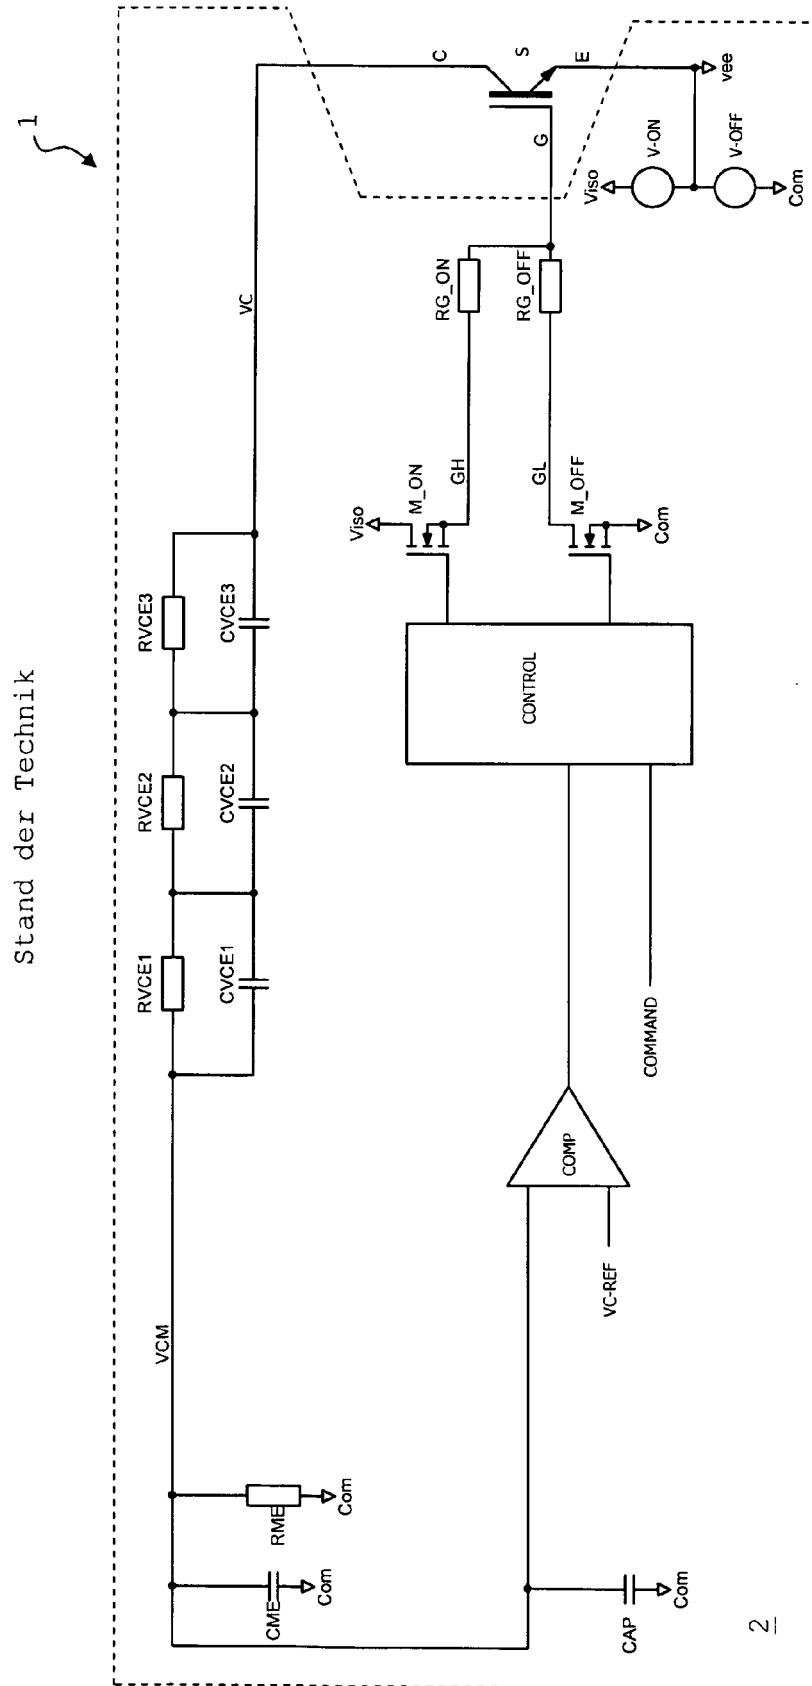 Stand der Technik
1
VCM
RVCE1
RVCE2
RVCE3
CVCE1
CVCE2
CVCE3
VC
C
S
E
G
vee
V-ON
V-OFF
Viso
Com
RG_ON
RG_OFF
GH
GL
Viso
M_ON
M_OFF
Com
CONTROL
COMMAND
COMP
VC-REF
RME
Com
CME
Com
CAP
Com
2